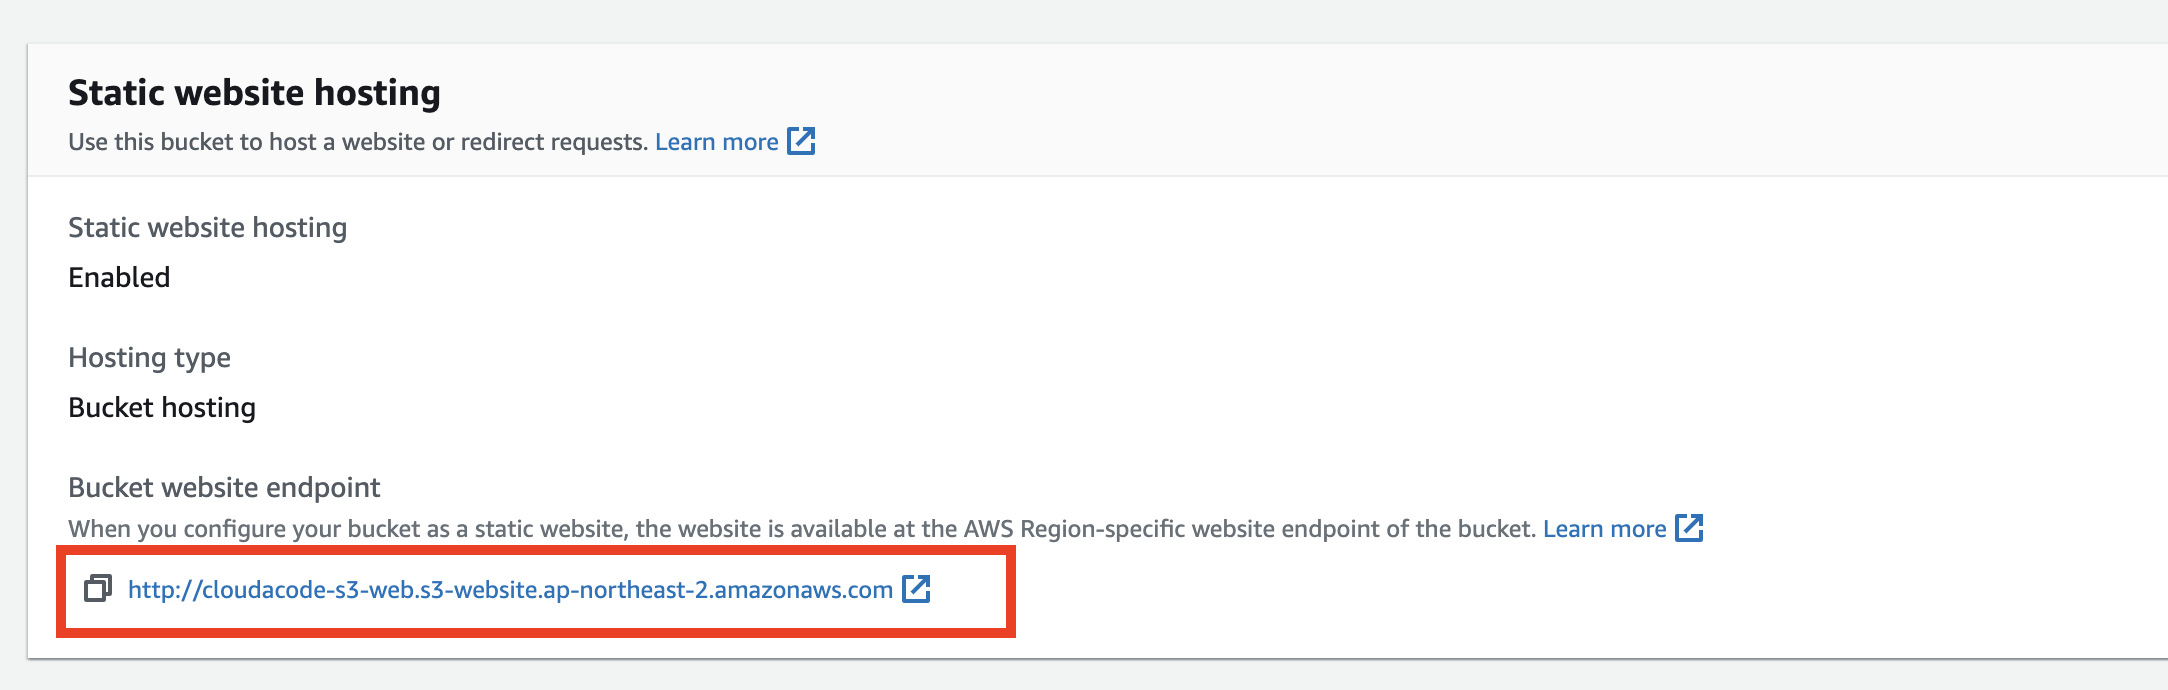 Static website hosting
Use this bucket to host a website or redirect requests. Learn more
Static website hosting
Enabled
Hosting type
Bucket hosting
Bucket website endpoint
When you configure your bucket as a static website, the website is available at the AWS Region-specific website endpoint of the bucket. Learn more
http://cloudacode-s3-web.s3-website.ap-northeast-2.amazonaws.com